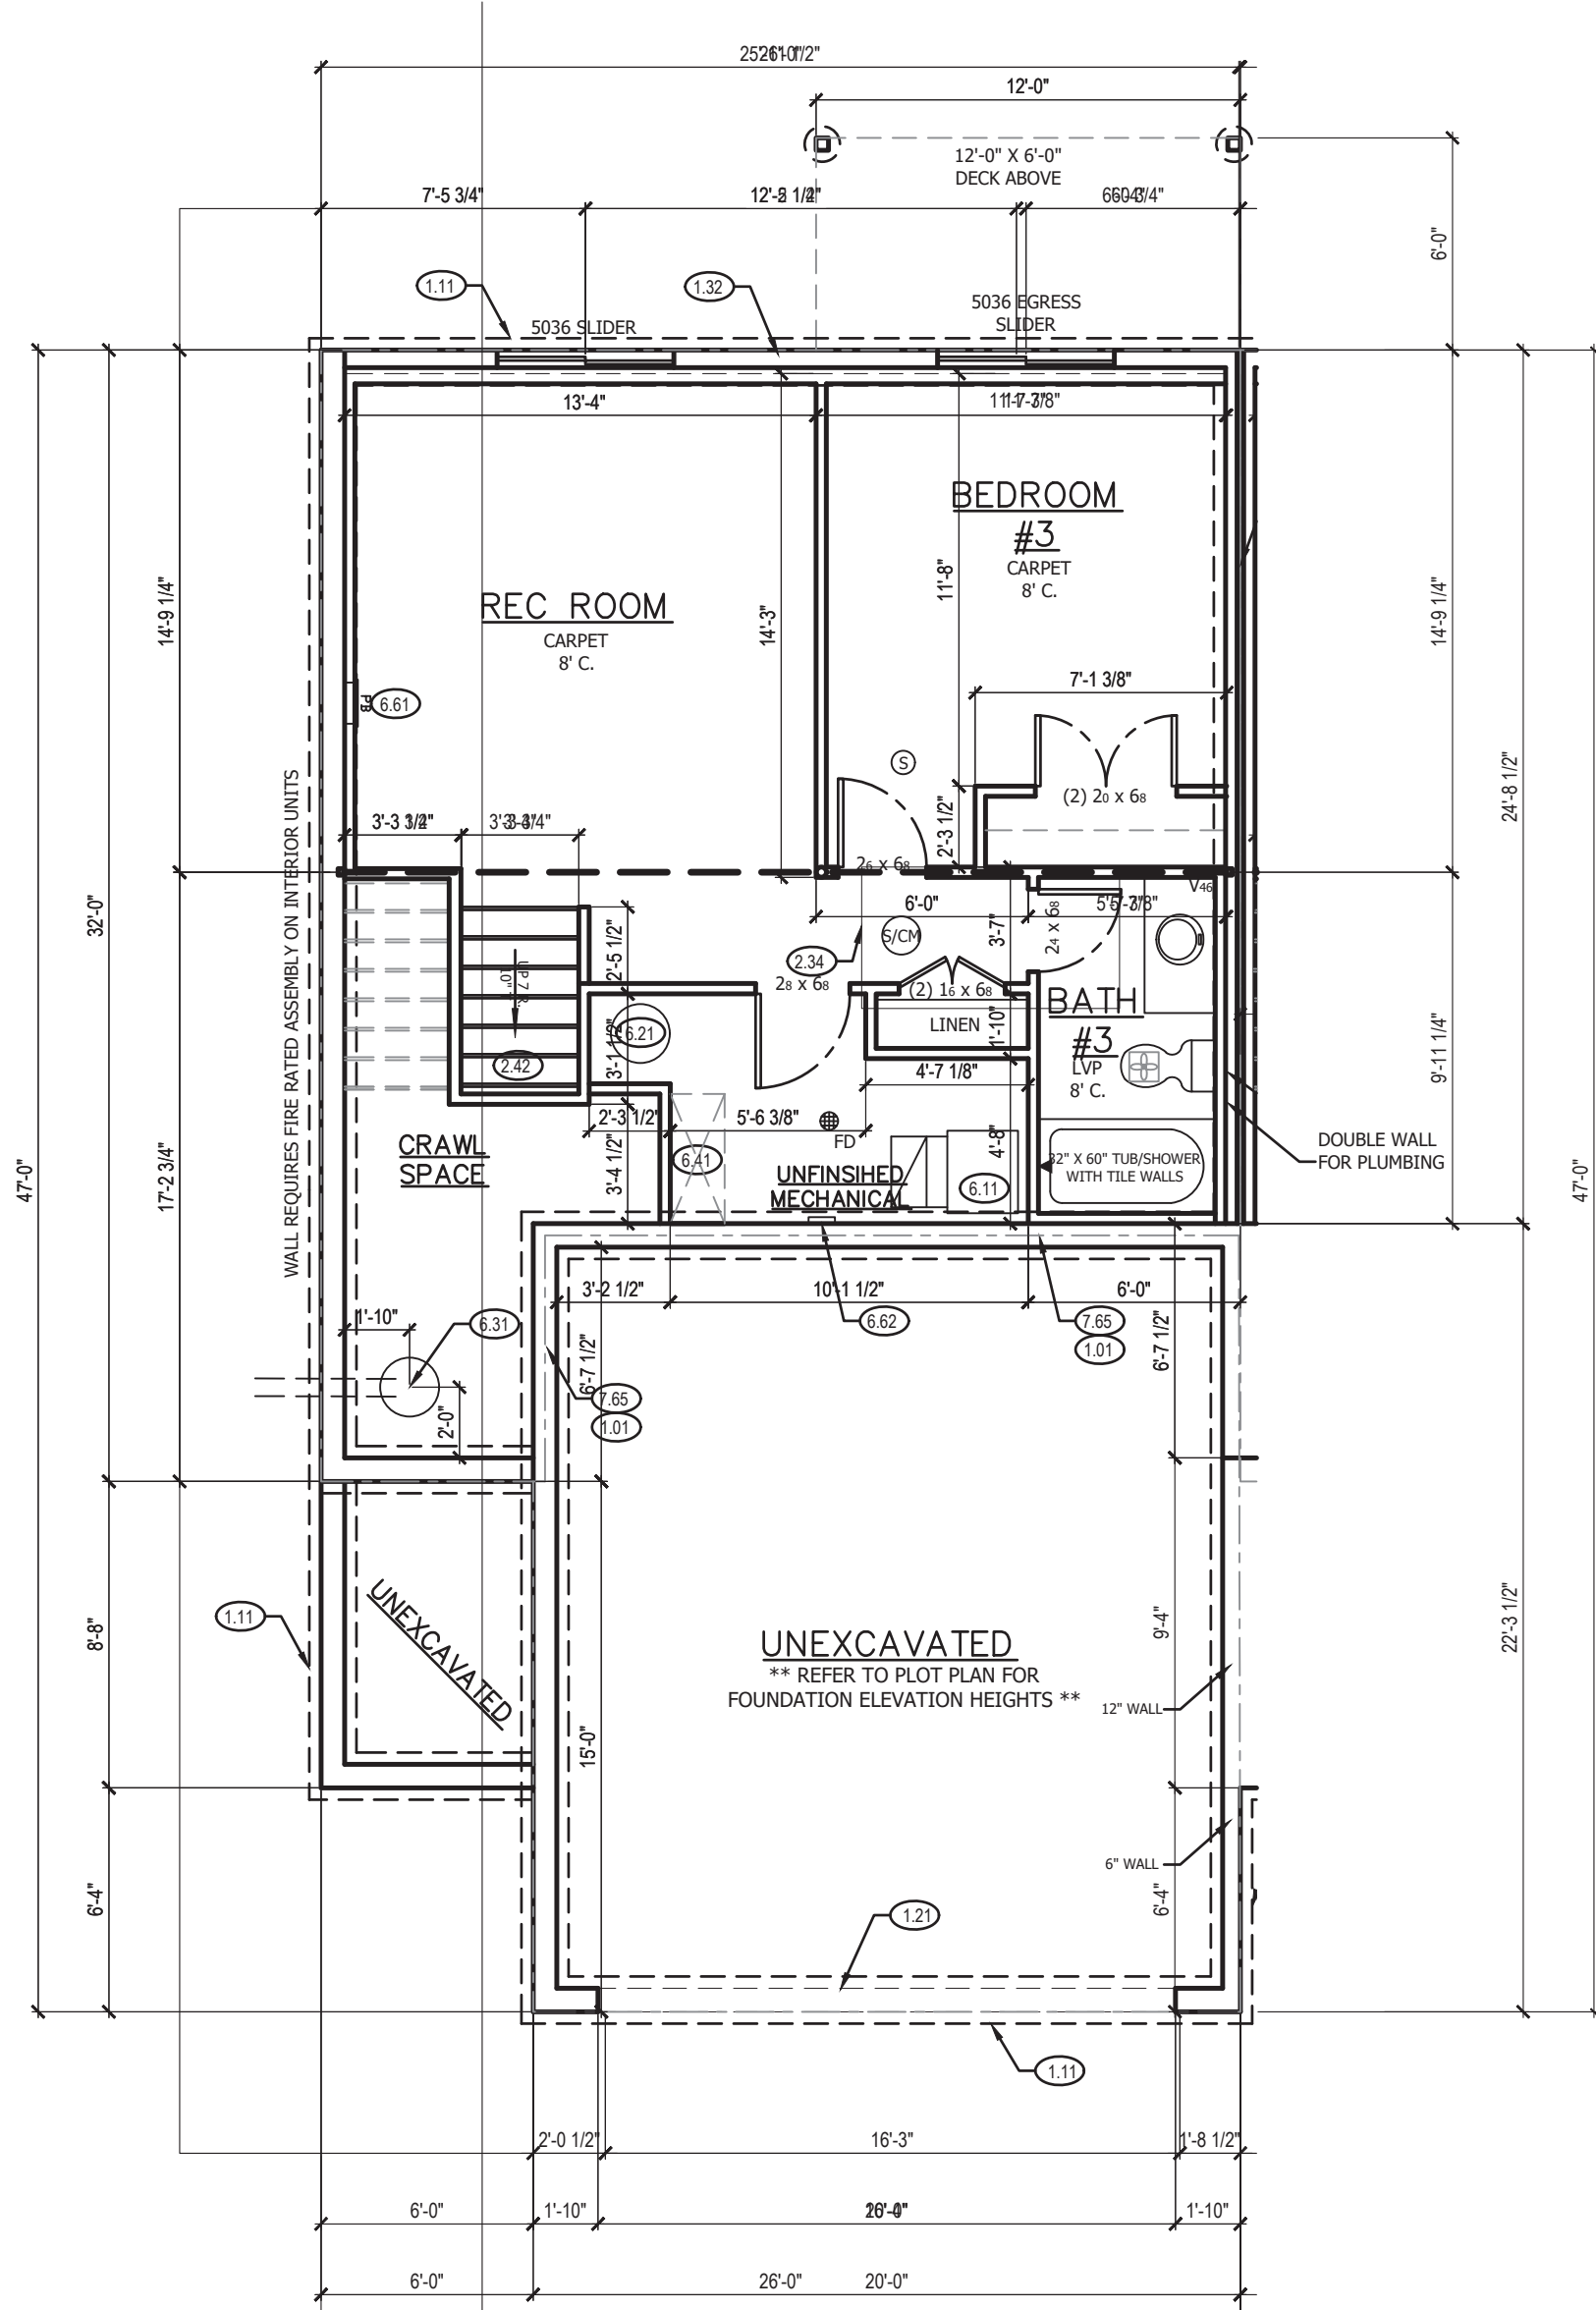 12'-0"
12'-0" X 6'-0"
DECK ABOVE
7'-5 3/4"
6'-0"
1.11
1.32
5036 SLIDER
5036 EGRESS
SLIDER
13'-4"
BEDROOM
#3
CARPET
8' C.
REC ROOM
CARPET
8' C.
14'-9 1/4"
14'-3"
11'-8"
14'-9 1/4"
7'-1 3/8"
PB
6.61
S
(2) 20 x 68
24'-8 1/2"
2'-3 1/2"
26 x 68
V46
WALL REQUIRES FIRE RATED ASSEMBLY ON INTERIOR UNITS
32'-0"
6'-0"
S/CM
3'-7"
24 x 68
2.34
28 x 68
2'-5 1/2"
UP 7 R.
10" T.
(2) 16 x 68
LINEN
1'-10"
BATH
#3
LVP
8' C.
6.21
3'-1 1/2"
2.42
4'-7 1/8"
9'-11 1/4"
2'-3 1/2"
5'-6 3/8"
FD
4'-8"
CRAWL
SPACE
3'-4 1/2"
6.41
UNFINSIHED
MECHANICAL
6.11
32" X 60" TUB/SHOWER
WITH TILE WALLS
DOUBLE WALL
FOR PLUMBING
47'-0"
17'-2 3/4"
47'-0"
3'-2 1/2"
10'-1 1/2"
6'-0"
1'-10"
6.31
6.62
7.65
1.01
6'-7 1/2"
6'-7 1/2"
7.65
1.01
2'-0"
UNEXCAVATED
1.11
8'-8"
UNEXCAVATED
** REFER TO PLOT PLAN FOR
FOUNDATION ELEVATION HEIGHTS **
9'-4"
22'-3 1/2"
12" WALL
15'-0"
6" WALL
6'-4"
6'-4"
1.21
1.11
2'-0 1/2"
16'-3"
1'-8 1/2"
6'-0"
1'-10"
1'-10"
6'-0"
26'-0"
20'-0"